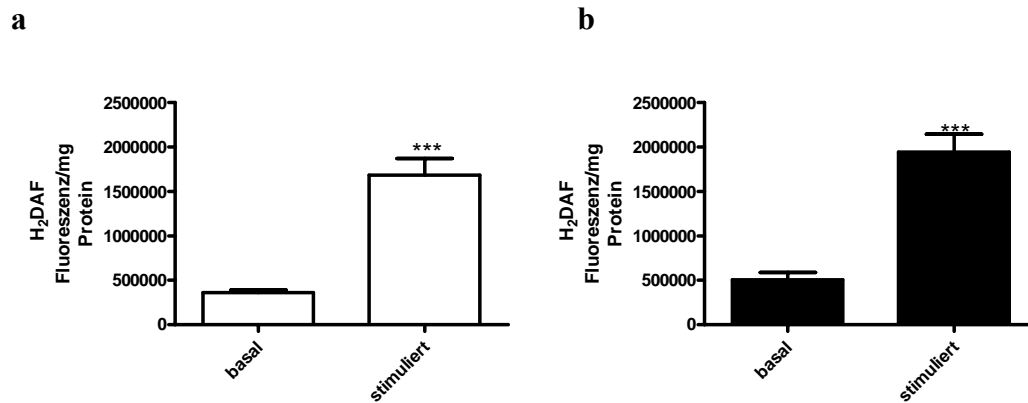 a
H₂DAF
Fluoreszenz/mg
Protein
2500000
2000000
1500000
1000000
500000
0
***
basal
stimuliert
b
H₂DAF
Fluoreszenz/mg
Protein
2500000
2000000
1500000
1000000
500000
0
***
basal
stimuliert